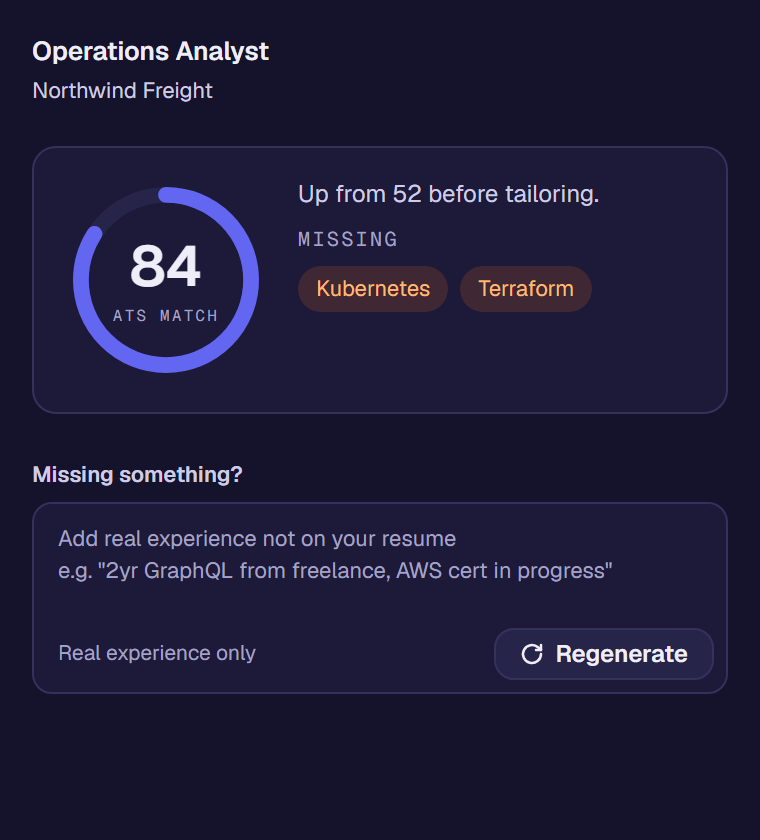 Operations Analyst
Northwind Freight
84
ATS MATCH
Up from 52 before tailoring.
MISSING
Kubernetes
Terraform
Missing something?
Add real experience not on your resume
e.g. "2yr GraphQL from freelance, AWS cert in progress"
Real experience only
Regenerate